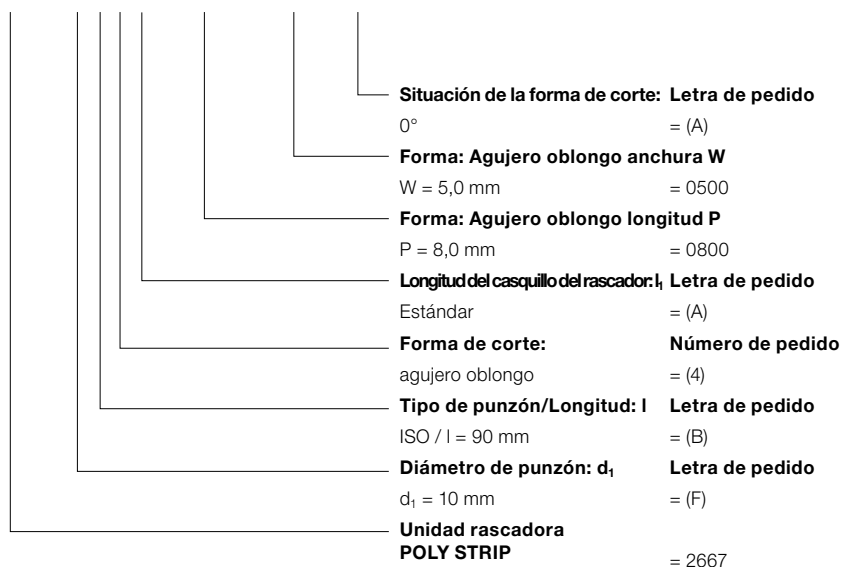 Situación de la forma de corte: Letra de pedido
0° = (A)
Forma: Agujero oblongo anchura W
W = 5,0 mm = 0500
Forma: Agujero oblongo longitud P
P = 8,0 mm = 0800
Longitud del casquillo del rascador: l₁ Letra de pedido
Estándar = (A)
Forma de corte: Número de pedido
agujero oblongo = (4)
Tipo de punzón/Longitud: l Letra de pedido
ISO / l = 90 mm = (B)
Diámetro de punzón: d₁ Letra de pedido
d₁ = 10 mm = (F)
Unidad rascadora
POLY STRIP = 2667